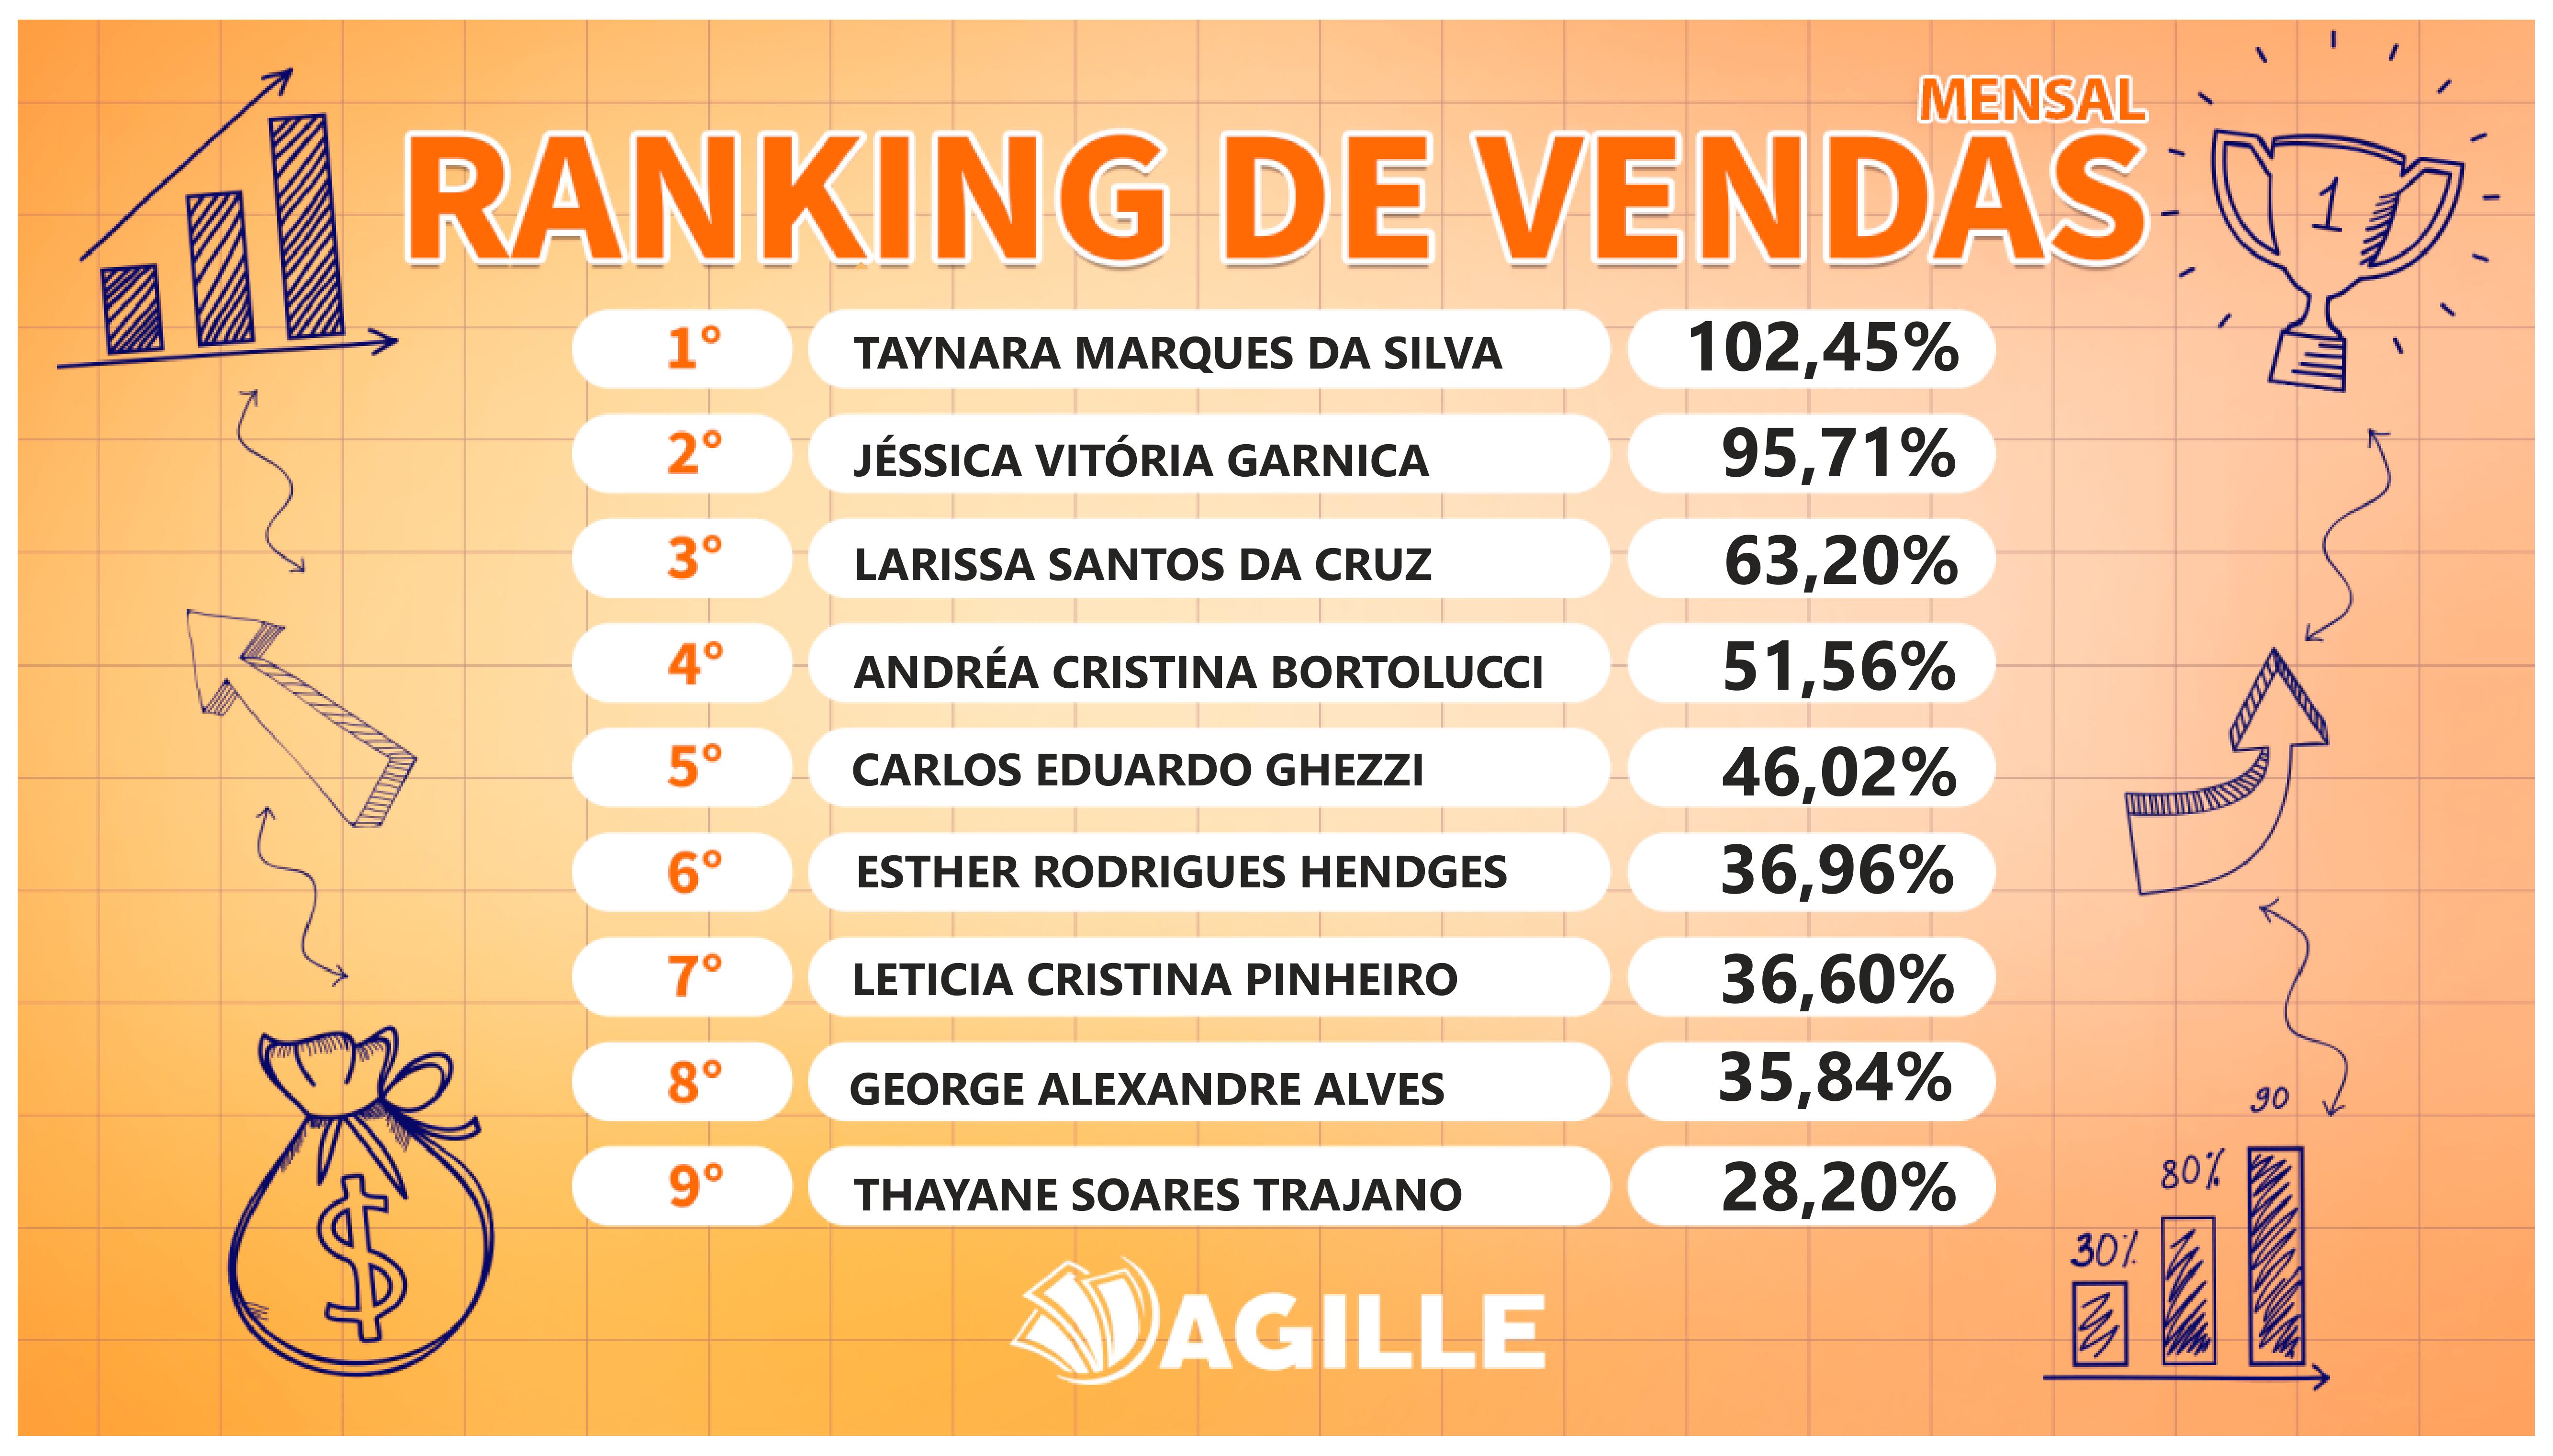 MENSAL
RANKING DE VENDAS
1
1° TAYNARA MARQUES DA SILVA 102,45%
2° JÉSSICA VITÓRIA GARNICA 95,71%
3° LARISSA SANTOS DA CRUZ 63,20%
4° ANDRÉA CRISTINA BORTOLUCCI 51,56%
5° CARLOS EDUARDO GHEZZI 46,02%
6° ESTHER RODRIGUES HENDGES 36,96%
7° LETICIA CRISTINA PINHEIRO 36,60%
8° GEORGE ALEXANDRE ALVES 35,84%
9° THAYANE SOARES TRAJANO 28,20%
90
80%
30%
$
AGILLE